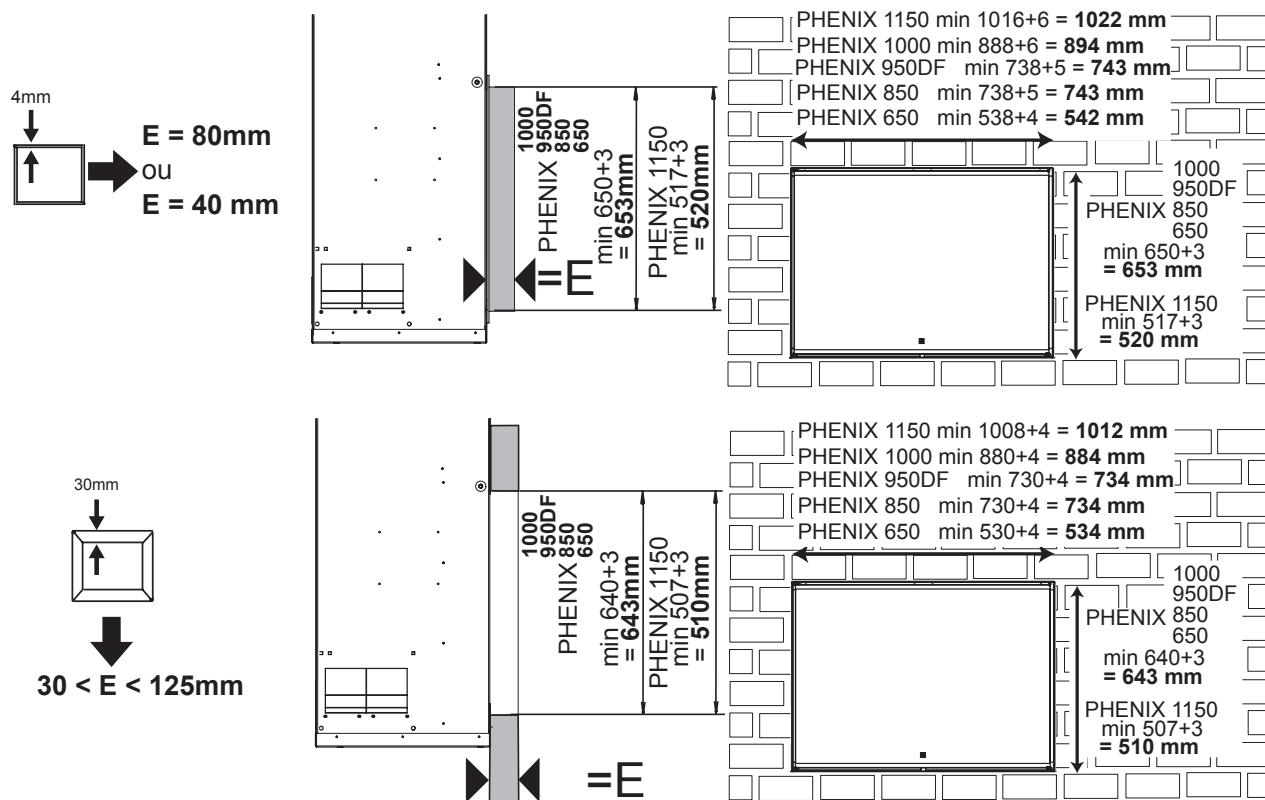 4mm
E = 80mm
ou
E = 40 mm
PHENIX
1000
950DF
850
650
min 650+3
= 653mm
PHENIX 1150
min 517+3
= 520mm
=E
PHENIX 1150 min 1016+6 = 1022 mm
PHENIX 1000 min 888+6 = 894 mm
PHENIX 950DF min 738+5 = 743 mm
PHENIX 850 min 738+5 = 743 mm
PHENIX 650 min 538+4 = 542 mm
1000
950DF
PHENIX 850
650
min 650+3
= 653 mm
PHENIX 1150
min 517+3
= 520 mm
30mm
30 < E < 125mm
PHENIX
1000
950DF
850
650
min 640+3
= 643mm
PHENIX 1150
min 507+3
= 510mm
=E
PHENIX 1150 min 1008+4 = 1012 mm
PHENIX 1000 min 880+4 = 884 mm
PHENIX 950DF min 730+4 = 734 mm
PHENIX 850 min 730+4 = 734 mm
PHENIX 650 min 530+4 = 534 mm
1000
950DF
PHENIX 850
650
min 640+3
= 643 mm
PHENIX 1150
min 507+3
= 510 mm